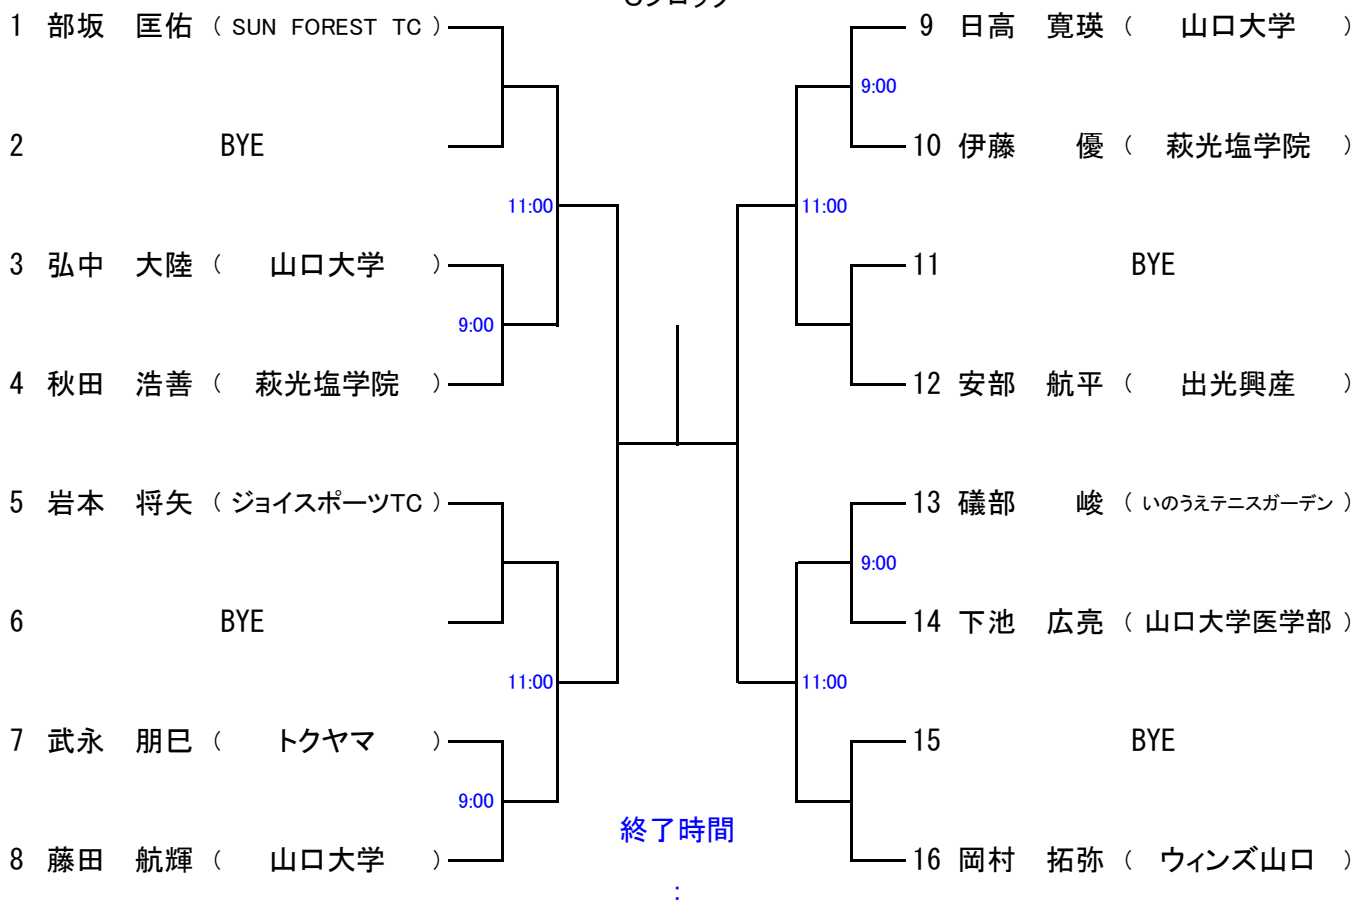 1 部坂 匡佑 ( SUN FOREST TC )
2 BYE
11:00
3 弘中 大陸 ( 山口大学 )
9:00
4 秋田 浩善 ( 萩光塩学院 )
5 岩本 将矢 ( ジョイスポーツTC )
6 BYE
11:00
7 武永 朋巳 ( トクヤマ )
9:00
8 藤田 航輝 ( 山口大学 )
9 日高 寛瑛 ( 山口大学 )
9:00
10 伊藤 優 ( 萩光塩学院 )
11:00
11 BYE
12 安部 航平 ( 出光興産 )
13 礒部 峻 ( いのうえテニスガーデン )
9:00
14 下池 広亮 ( 山口大学医学部 )
11:00
15 BYE
16 岡村 拓弥 ( ウィンズ山口 )
終了時間
: